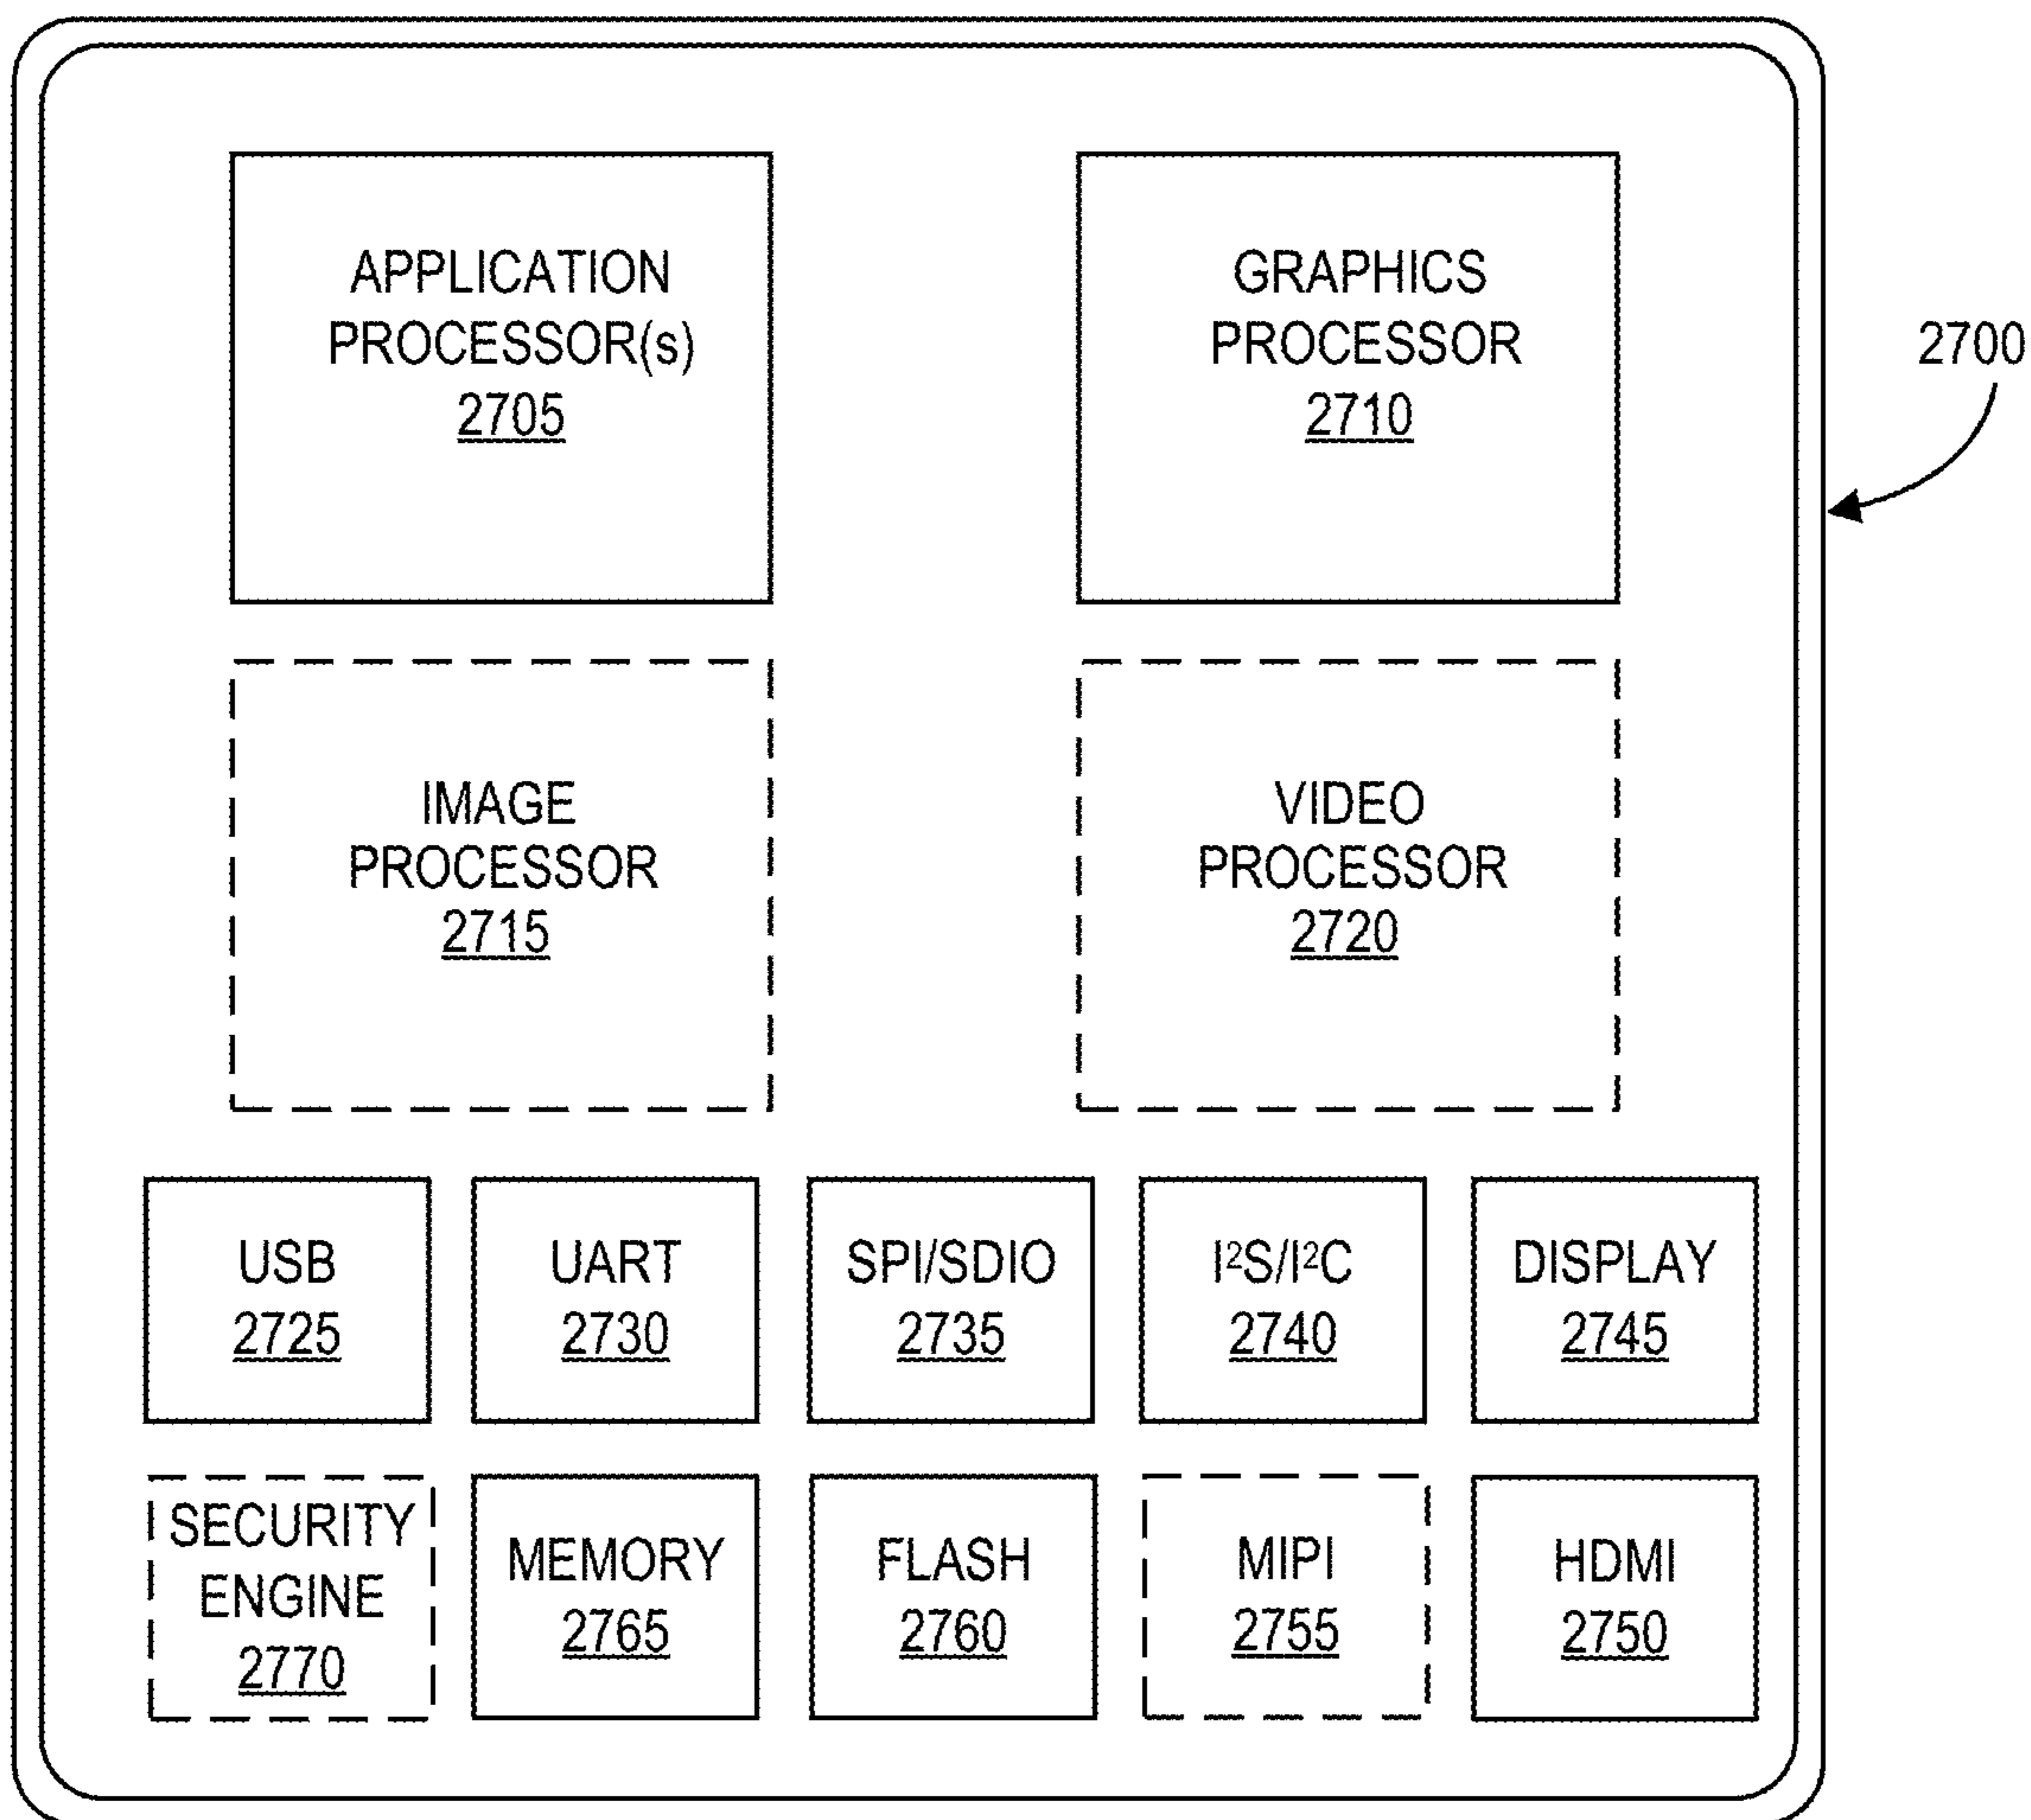 APPLICATION
PROCESSOR(s)
2705
GRAPHICS
PROCESSOR
2710
2700
IMAGE
PROCESSOR
2715
VIDEO
PROCESSOR
2720
USB
2725
UART
2730
SPI/SDIO
2735
I²S/I²C
2740
DISPLAY
2745
SECURITY
ENGINE
2770
MEMORY
2765
FLASH
2760
MIPI
2755
HDMI
2750